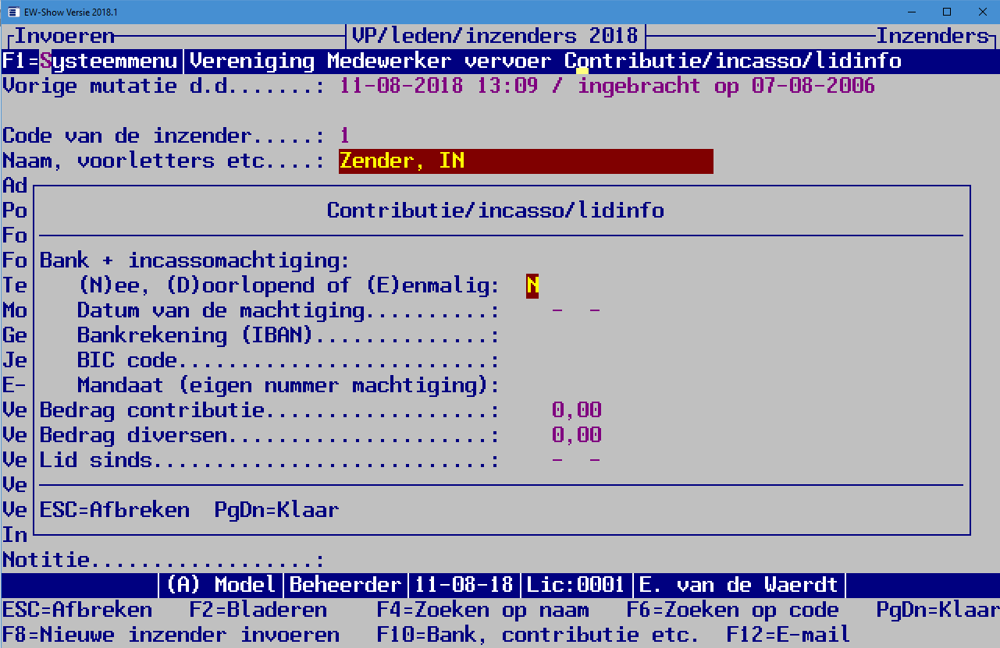 EW-Show Versie 2018.1
Invoeren VP/leden/inzenders 2018 Inzenders
F1=Systeemmenu Vereniging Medewerker vervoer Contributie/incasso/lidinfo
Vorige mutatie d.d.......: 11-08-2018 13:09 / ingebracht op 07-08-2006
Code van de inzender.....: 1
Naam, voorletters etc....: Zender, IN
Ad
Po Contributie/incasso/lidinfo
Fo
Fo Bank + incassomachtiging:
Te (N)ee, (D)oorlopend of (E)enmalig: N
Mo Datum van de machtiging..........: - -
Ge Bankrekening (IBAN)..............:
Je BIC code.........................:
E- Mandaat (eigen nummer machtiging):
Ve Bedrag contributie..................: 0,00
Ve Bedrag diversen.....................: 0,00
Ve Lid sinds...........................: - -
Ve
Ve ESC=Afbreken PgDn=Klaar
In
Notitie..................:
(A) Model Beheerder 11-08-18 Lic:0001 E. van de Waerdt
ESC=Afbreken F2=Bladeren F4=Zoeken op naam F6=Zoeken op code PgDn=Klaar
F8=Nieuwe inzender invoeren F10=Bank, contributie etc. F12=E-mail